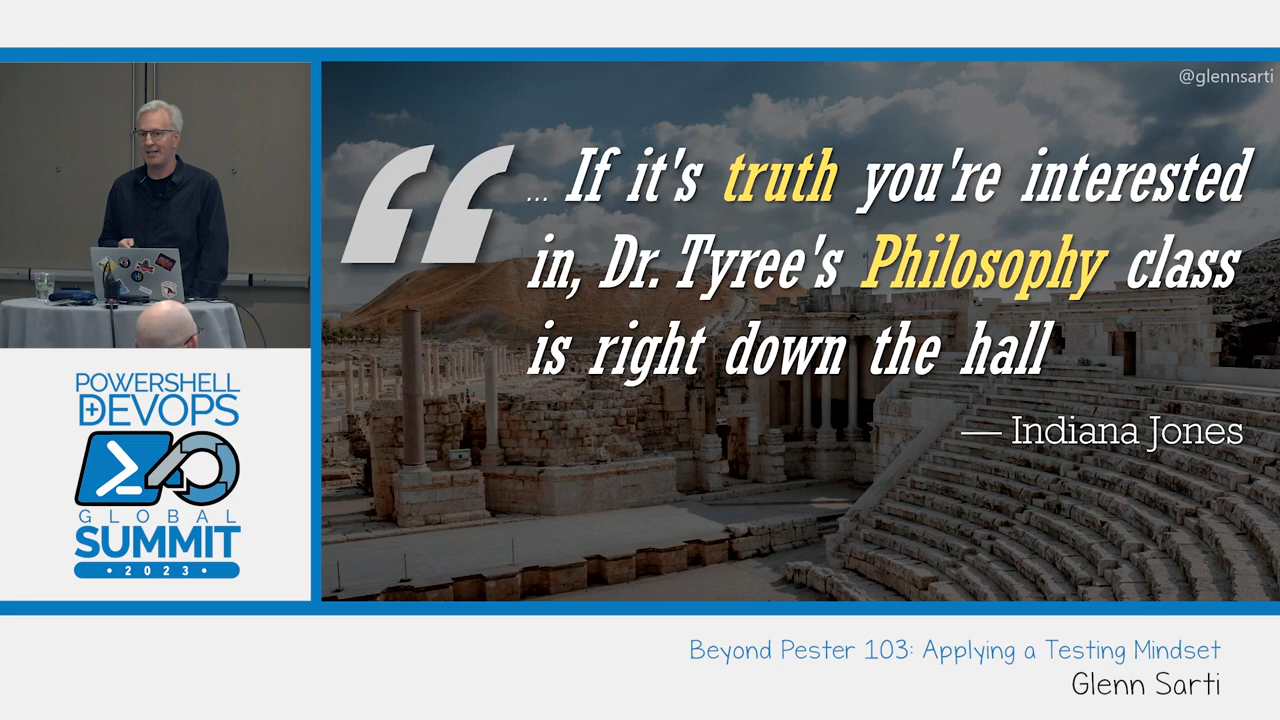 @glennsarti
“
... If it's truth you're interested
in, Dr. Tyree's Philosophy class
is right down the hall
— Indiana Jones
POWERSHELL
+DEVOPS
GLOBAL
SUMMIT
• 2023 •
Beyond Pester 103: Applying a Testing Mindset
Glenn Sarti